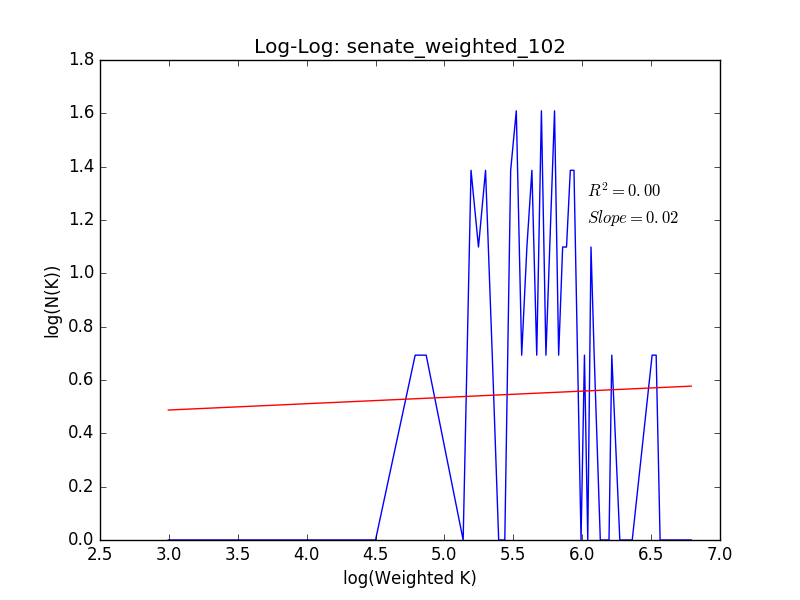 Log-Log: senate_weighted_102
1.8
1.6
1.4
1.2
1.0
0.8
0.6
0.4
0.2
0.0
log(N(K))
R² = 0.00
Slope = 0.02
2.5 3.0 3.5 4.0 4.5 5.0 5.5 6.0 6.5 7.0
log(Weighted K)